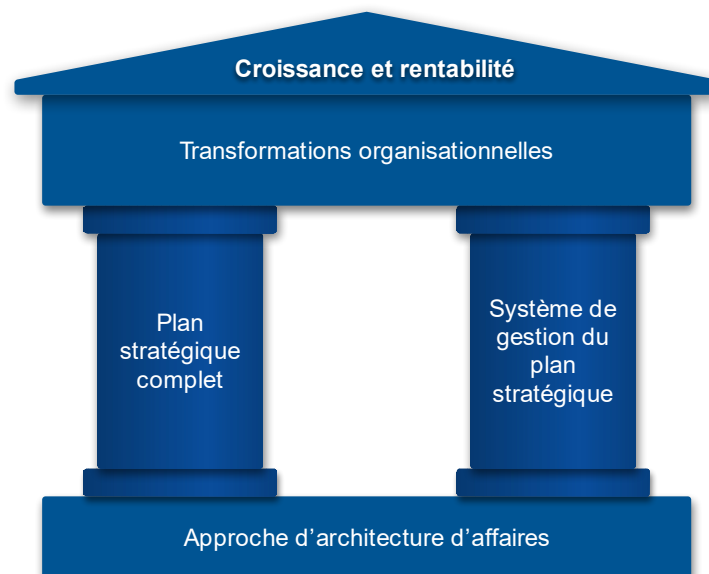 Croissance et rentabilité
Transformations organisationnelles
Plan
stratégique
complet
Système de
gestion du
plan
stratégique
Approche d’architecture d’affaires